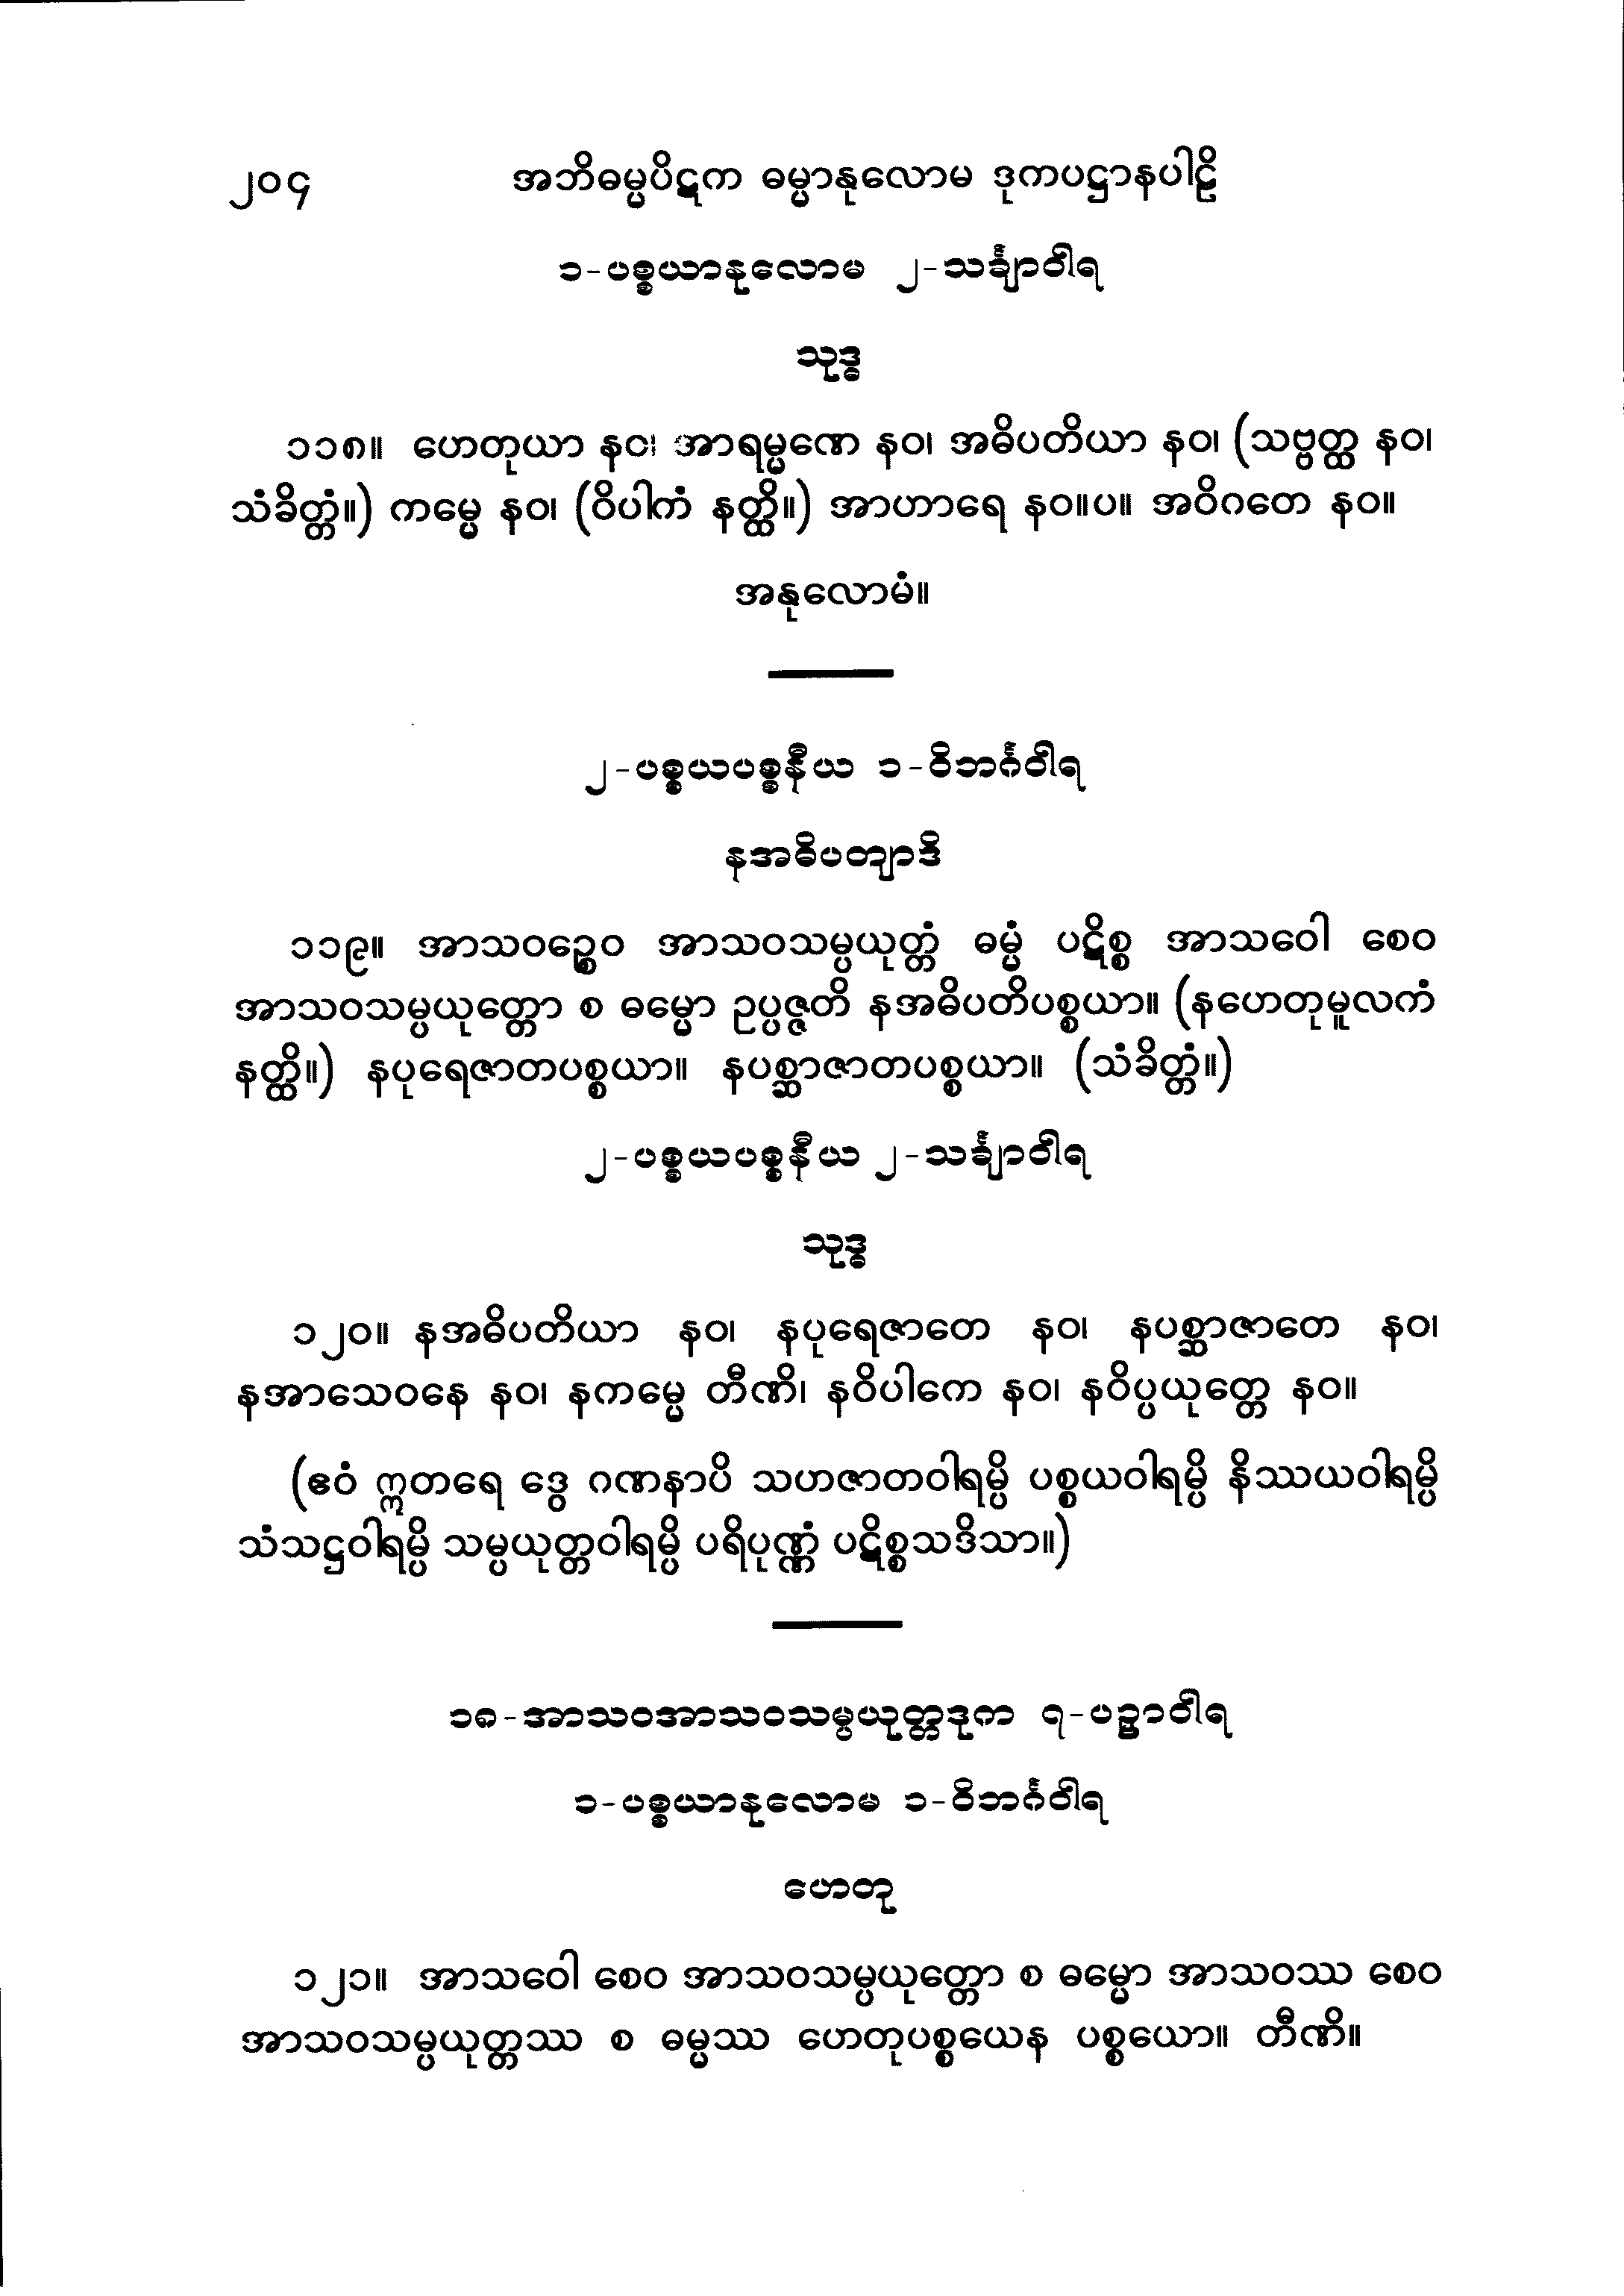 ၂၀၄ အဘိဓမ္မပိဋက ဓမ္မာနုလောမ ဒုကပဋ္ဌာနပါဠိ
၁-ပစ္စယာနုလောမ ၂-သင်္ချာဝါရ
သုဒ္ဓ
၁၁၈။ ဟေတုယာ နဝ၊ အာရမ္မဏေ နဝ၊ အဓိပတိယာ နဝ၊ (သဗ္ဗတ္ထ နဝ၊
သံခိတ္တံ။) ကမ္မေ နဝ၊ (ဝိပါကံ နတ္ထိ။) အာဟာရေ နဝ။ပ။ အဝိဂတေ နဝ။
အနုလောမံ။
၂-ပစ္စယပစ္စနီယ ၁-ဝိဘင်္ဂဝါရ
နအဓိပတျာဒိ
၁၁၉။ အာသဝဉ္စေဝ အာသဝသမ္ပယုတ္တံ ဓမ္မံ ပဋိစ္စ အာသဝေါ စေဝ
အာသဝသမ္ပယုတ္တော စ ဓမ္မော ဥပ္ပဇ္ဇတိ နအဓိပတိပစ္စယာ။ (နဟေတုမူလကံ
နတ္ထိ။) နပုရေဇာတပစ္စယာ။ နပစ္ဆာဇာတပစ္စယာ။ (သံခိတ္တံ။)
၂-ပစ္စယပစ္စနီယ ၂-သင်္ချာဝါရ
သုဒ္ဓ
၁၂၀။ နအဓိပတိယာ နဝ၊ နပုရေဇာတေ နဝ၊ နပစ္ဆာဇာတေ နဝ၊
နအာသေဝနေ နဝ၊ နကမ္မေ တီဏိ၊ နဝိပါကေ နဝ၊ နဝိပ္ပယုတ္တေ နဝ။
(ဧဝံ ဣတရေ ဒွေ ဂဏနာပိ သဟဇာတဝါရမ္ပိ ပစ္စယဝါရမ္ပိ နိဿယဝါရမ္ပိ
သံသဋ္ဌဝါရမ္ပိ သမ္ပယုတ္တဝါရမ္ပိ ပရိပုဏ္ဏံ ပဋိစ္စသဒိသာ။)
၁၈-အာသဝအာသဝသမ္ပယုတ္တဒုက ၇-ပဉှာဝါရ
၁-ပစ္စယာနုလောမ ၁-ဝိဘင်္ဂဝါရ
ဟေတု
၁၂၁။ အာသဝေါ စေဝ အာသဝသမ္ပယုတ္တော စ ဓမ္မော အာသဝဿ စေဝ
အာသဝသမ္ပယုတ္တဿ စ ဓမ္မဿ ဟေတုပစ္စယေန ပစ္စယော။ တီဏိ။